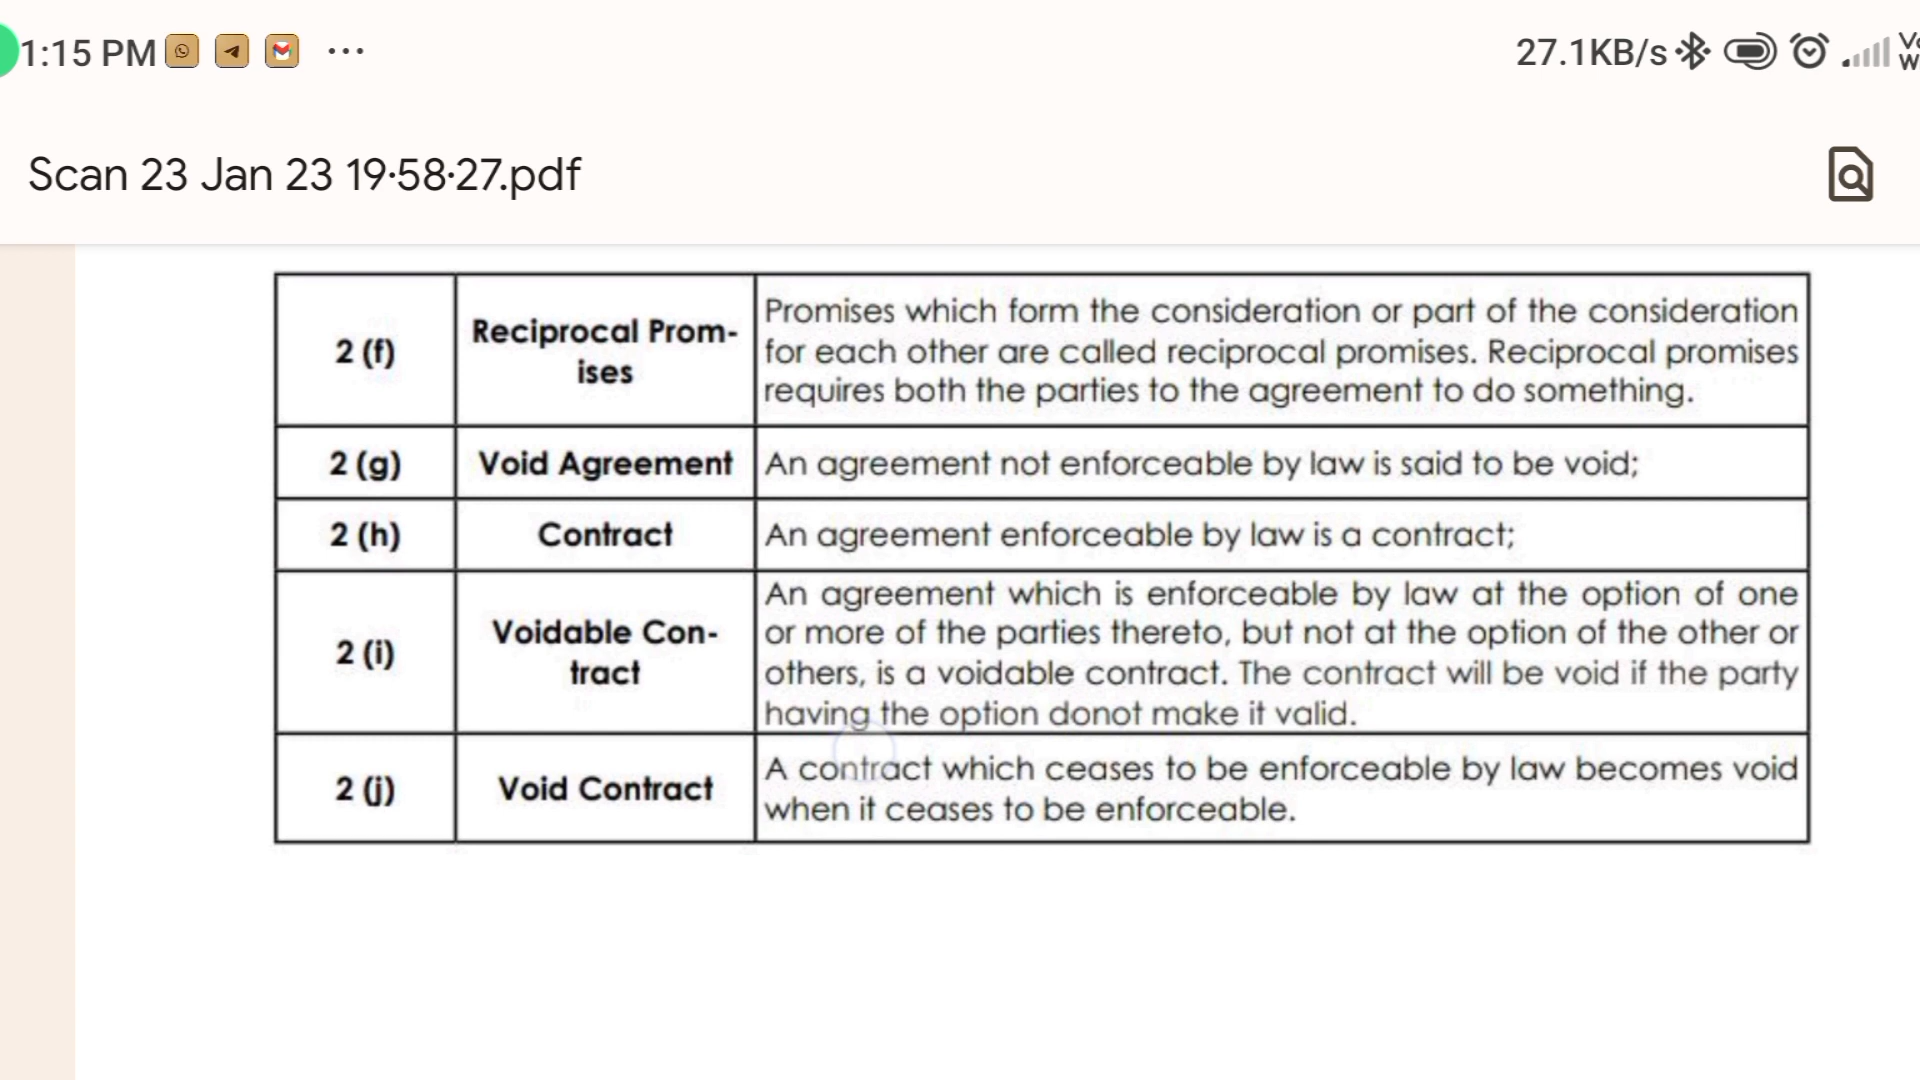 1:15 PM ...
27.1KB/s
Scan 23 Jan 23 19·58·27.pdf
2 (f)
Reciprocal Prom-
ises
Promises which form the consideration or part of the consideration
for each other are called reciprocal promises. Reciprocal promises
requires both the parties to the agreement to do something.
2 (g)
Void Agreement
An agreement not enforceable by law is said to be void;
2 (h)
Contract
An agreement enforceable by law is a contract;
2 (i)
Voidable Con-
tract
An agreement which is enforceable by law at the option of one
or more of the parties thereto, but not at the option of the other or
others, is a voidable contract. The contract will be void if the party
having the option donot make it valid.
2 (j)
Void Contract
A contract which ceases to be enforceable by law becomes void
when it ceases to be enforceable.